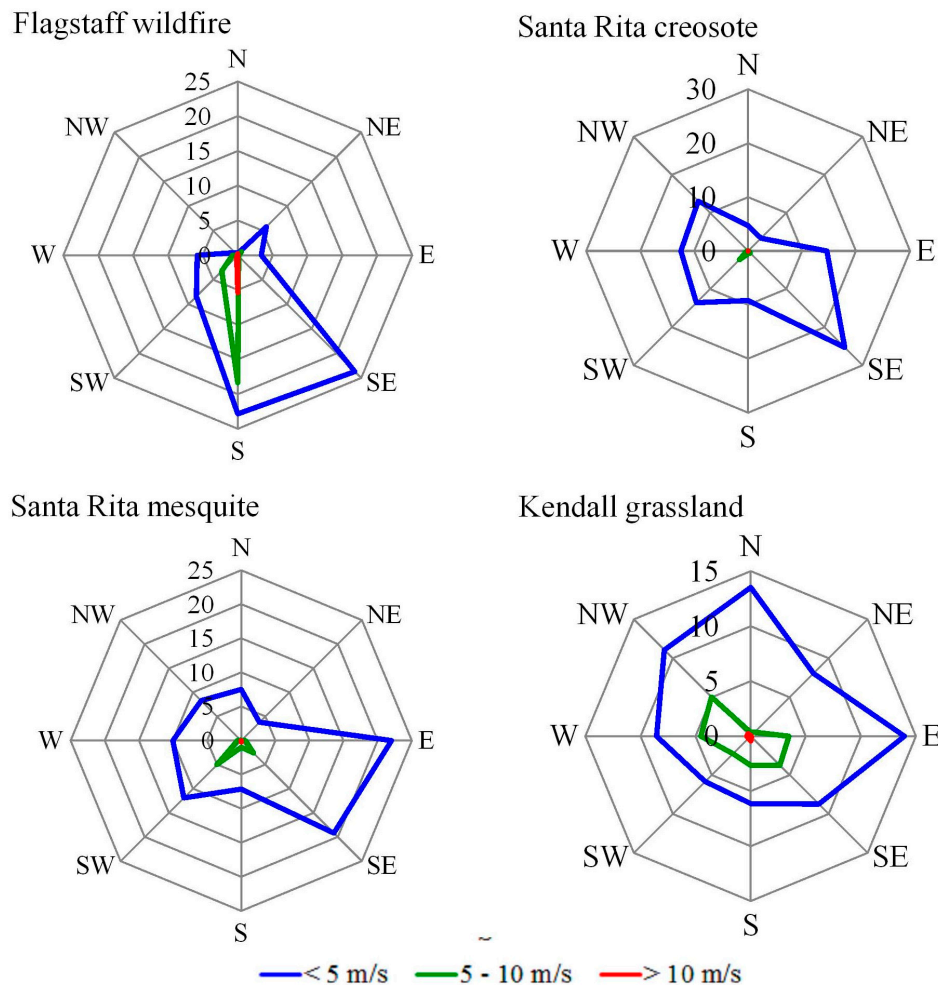 Flagstaff wildfire
N
25
20
15
10
5
0
NW
NE
W
E
SW
SE
S
Santa Rita creosote
N
30
20
10
0
NW
NE
W
E
SW
SE
S
Santa Rita mesquite
N
25
20
15
10
5
0
NW
NE
W
E
SW
SE
S
Kendall grassland
N
15
10
5
0
NW
NE
W
E
SW
SE
S
~
< 5 m/s 5 - 10 m/s > 10 m/s